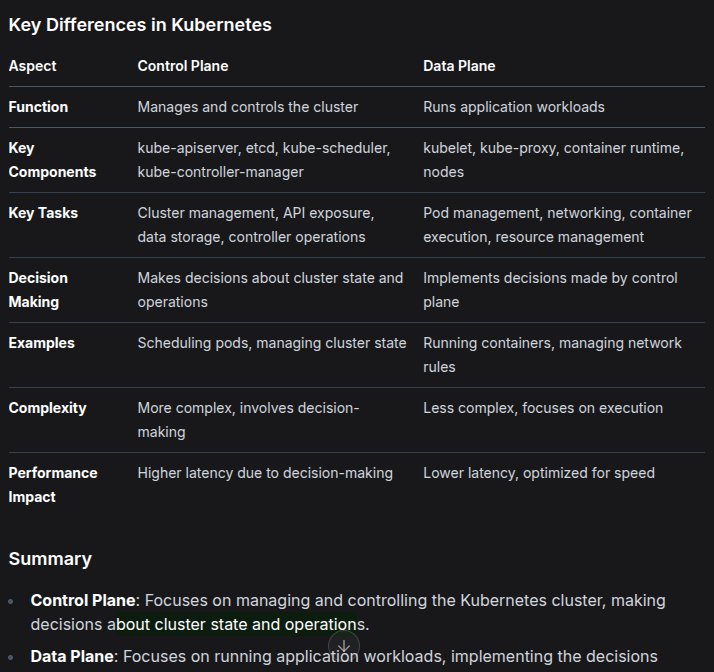 Key Differences in Kubernetes
Aspect Control Plane Data Plane
Function Manages and controls the cluster Runs application workloads
Key Components kube-apiserver, etcd, kube-scheduler, kube-controller-manager kubelet, kube-proxy, container runtime, nodes
Key Tasks Cluster management, API exposure, data storage, controller operations Pod management, networking, container execution, resource management
Decision Making Makes decisions about cluster state and operations Implements decisions made by control plane
Examples Scheduling pods, managing cluster state Running containers, managing network rules
Complexity More complex, involves decision-making Less complex, focuses on execution
Performance Impact Higher latency due to decision-making Lower latency, optimized for speed
Summary
Control Plane: Focuses on managing and controlling the Kubernetes cluster, making
decisions about cluster state and operations.
Data Plane: Focuses on running application workloads, implementing the decisions